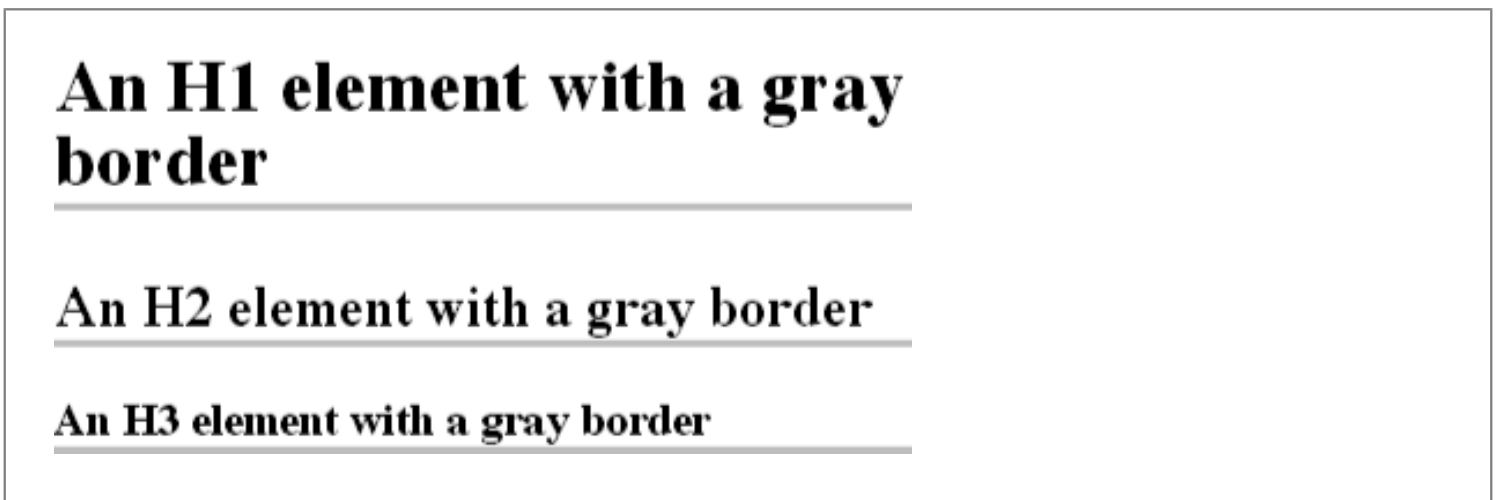 An H1 element with a gray
border
An H2 element with a gray border
An H3 element with a gray border